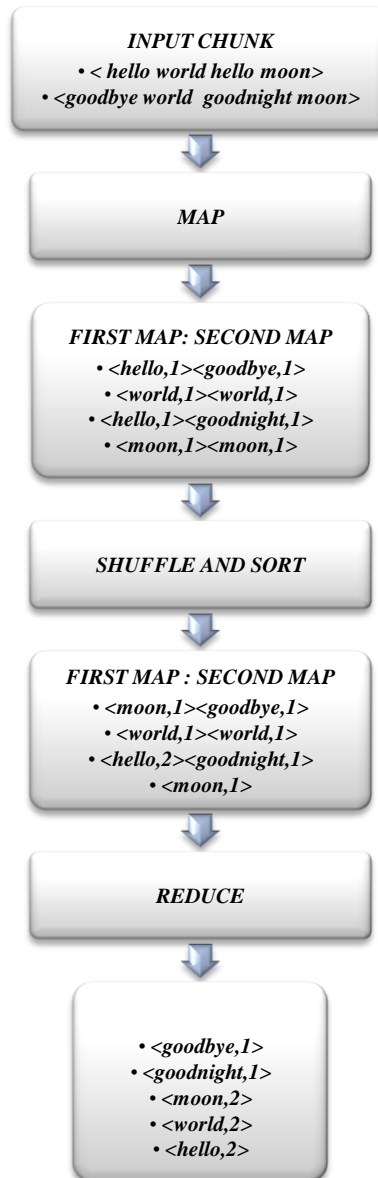 INPUT CHUNK
• < hello world hello moon>
• <goodbye world goodnight moon>
MAP
FIRST MAP: SECOND MAP
• <hello,1><goodbye,1>
• <world,1><world,1>
• <hello,1><goodnight,1>
• <moon,1><moon,1>
SHUFFLE AND SORT
FIRST MAP : SECOND MAP
• <moon,1><goodbye,1>
• <world,1><world,1>
• <hello,2><goodnight,1>
• <moon,1>
REDUCE
• <goodbye,1>
• <goodnight,1>
• <moon,2>
• <world,2>
• <hello,2>